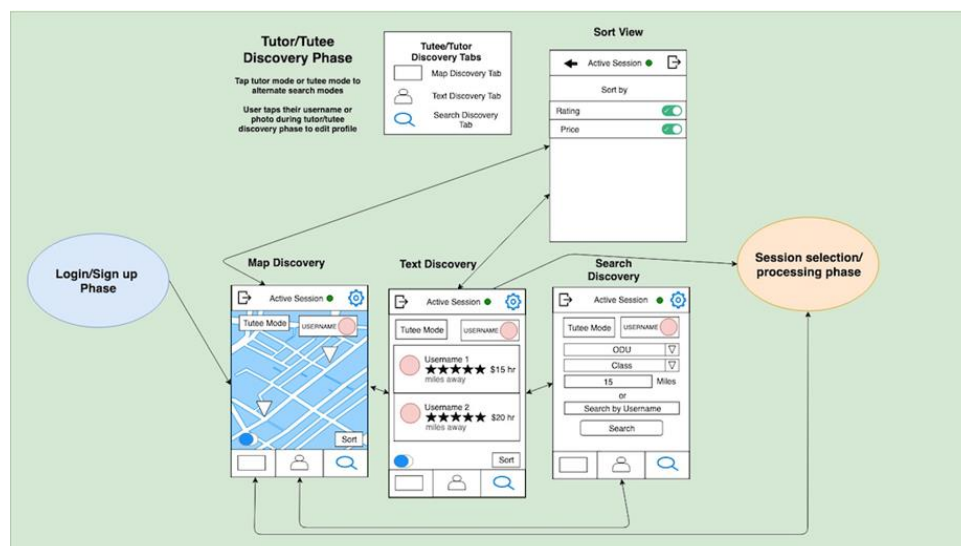 Tutor/Tutee
Discovery Phase
Tap tutor mode or tutee mode to
alternate search modes
User taps their username or
photo during tutor/tutee
discovery phase to edit profile
Tutee/Tutor
Discovery Tabs
Map Discovery Tab
Text Discovery Tab
Search Discovery
Tab
Sort View
Active Session
Sort by
Rating
Price
Login/Sign up
Phase
Session selection/
processing phase
Map Discovery
Active Session
Tutee Mode
USERNAME
Sort
Text Discovery
Active Session
Tutee Mode
USERNAME
Username 1
$15 hr
miles away
Username 2
$20 hr
miles away
Sort
Search
Discovery
Active Session
Tutee Mode
USERNAME
ODU
Class
15 Miles
or
Search by Username
Search